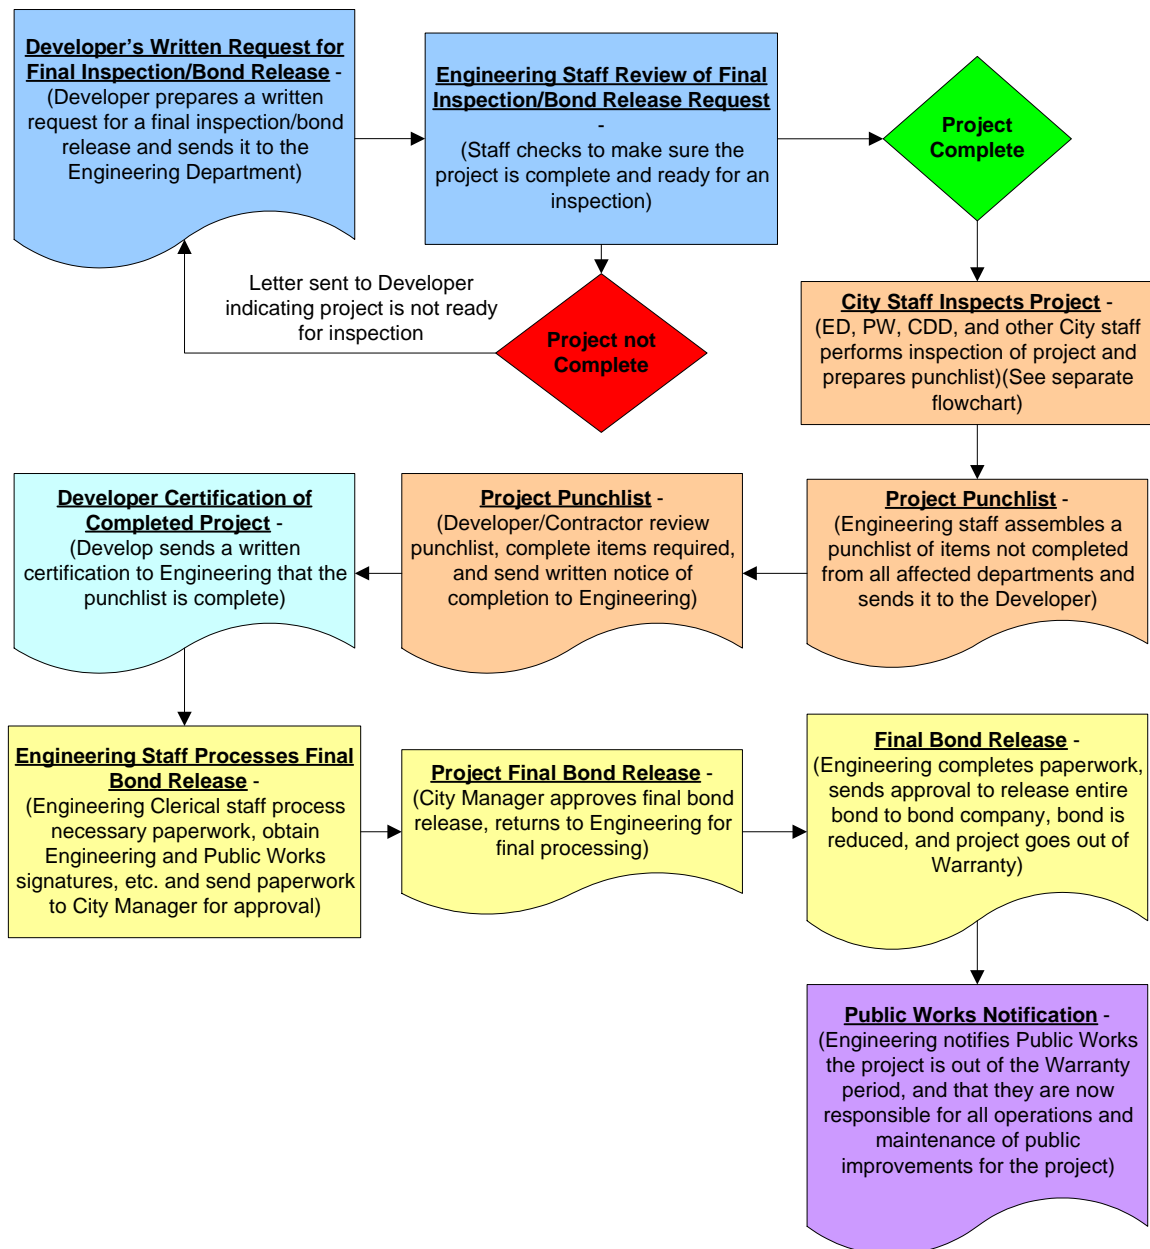 Developer’s Written Request for
Final Inspection/Bond Release -
(Developer prepares a written
request for a final inspection/bond
release and sends it to the
Engineering Department)
Engineering Staff Review of Final
Inspection/Bond Release Request
-
(Staff checks to make sure the
project is complete and ready for an
inspection)
Project
Complete
Letter sent to Developer
indicating project is not ready
for inspection
Project not
Complete
City Staff Inspects Project -
(ED, PW, CDD, and other City staff
performs inspection of project and
prepares punchlist)(See separate
flowchart)
Project Punchlist -
(Engineering staff assembles a
punchlist of items not completed
from all affected departments and
sends it to the Developer)
Project Punchlist -
(Developer/Contractor review
punchlist, complete items required,
and send written notice of
completion to Engineering)
Developer Certification of
Completed Project -
(Develop sends a written
certification to Engineering that the
punchlist is complete)
Engineering Staff Processes Final
Bond Release -
(Engineering Clerical staff process
necessary paperwork, obtain
Engineering and Public Works
signatures, etc. and send paperwork
to City Manager for approval)
Project Final Bond Release -
(City Manager approves final bond
release, returns to Engineering for
final processing)
Final Bond Release -
(Engineering completes paperwork,
sends approval to release entire
bond to bond company, bond is
reduced, and project goes out of
Warranty)
Public Works Notification -
(Engineering notifies Public Works
the project is out of the Warranty
period, and that they are now
responsible for all operations and
maintenance of public
improvements for the project)